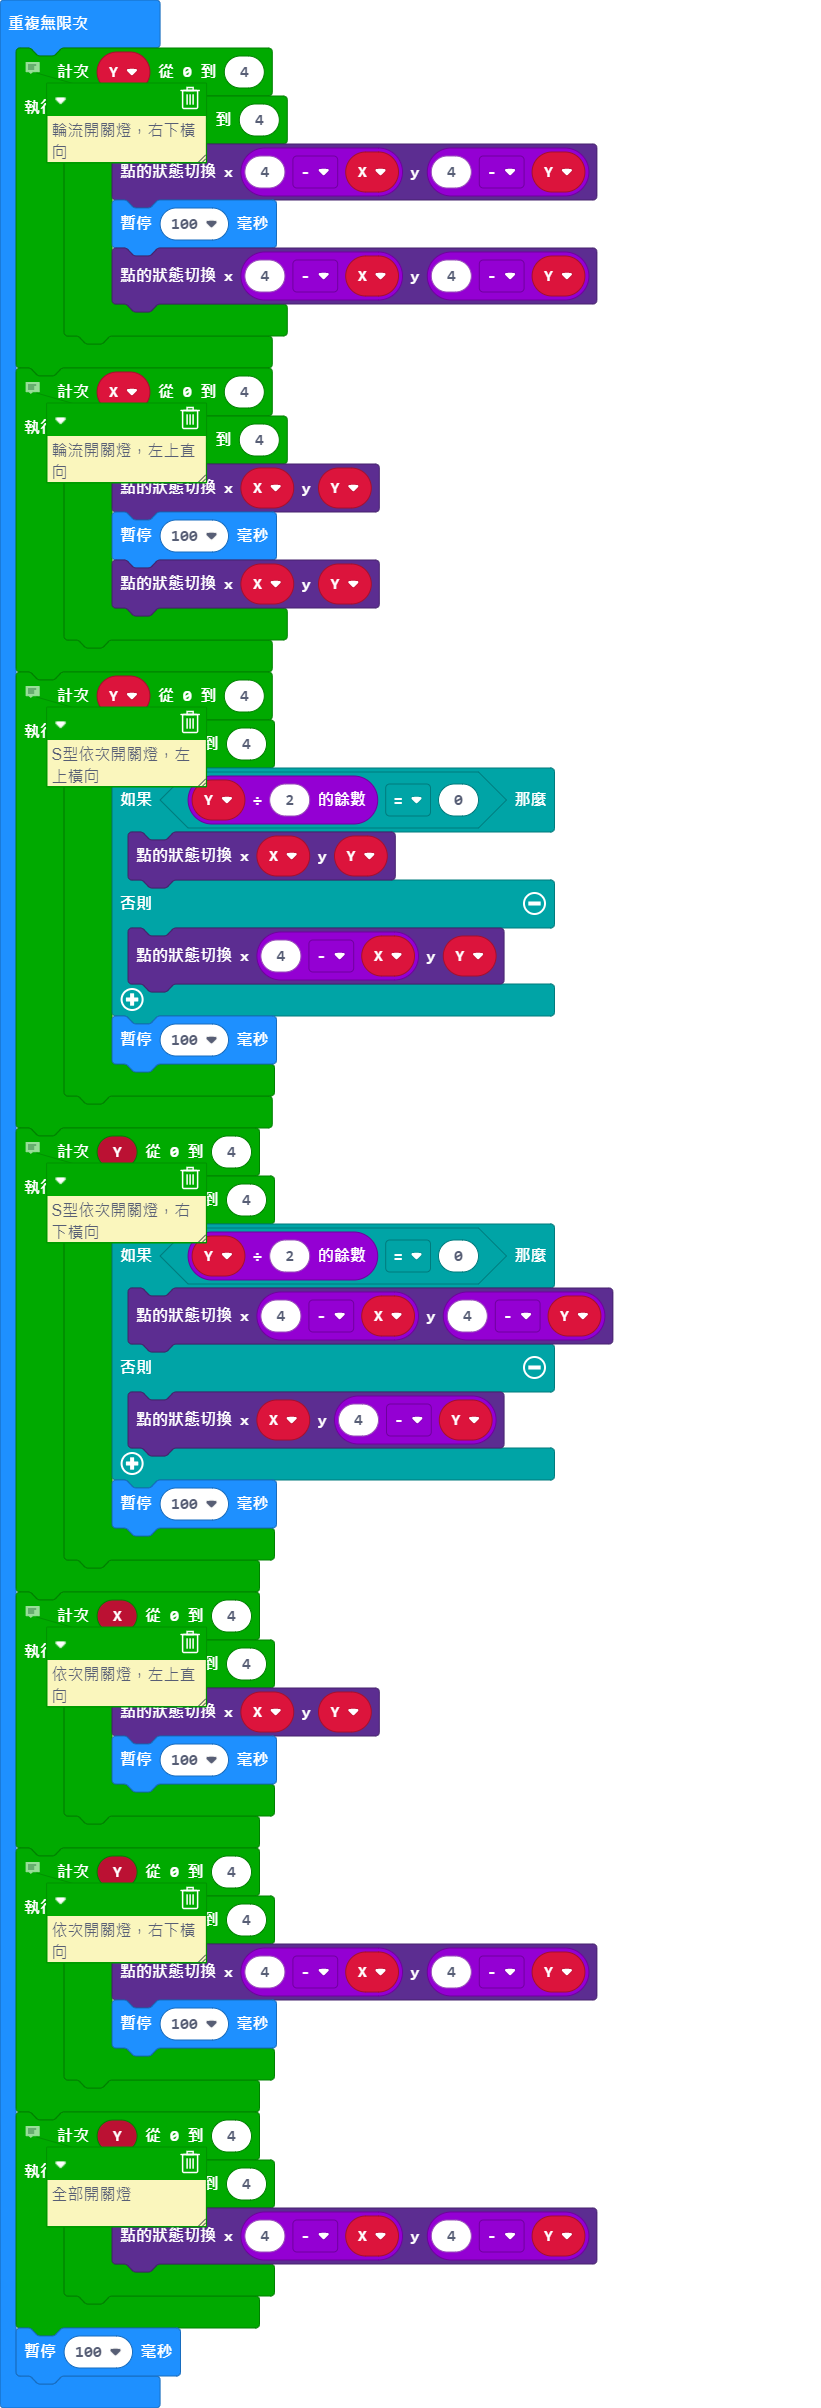 重複無限次
計次 Y 從 0 到 4
執行
輪流開關燈，右下橫
向
到 4
點的狀態切換 x 4 - X y 4 - Y
暫停 100 毫秒
點的狀態切換 x 4 - X y 4 - Y
計次 X 從 0 到 4
執行
輪流開關燈，左上直
向
到 4
點的狀態切換 x X y Y
暫停 100 毫秒
點的狀態切換 x X y Y
計次 Y 從 0 到 4
執行
S型依次開關燈，左
上橫向
到 4
如果 Y ÷ 2 的餘數 = 0 那麼
點的狀態切換 x X y Y
否則
點的狀態切換 x 4 - X y Y
暫停 100 毫秒
計次 Y 從 0 到 4
執行
S型依次開關燈，右
下橫向
到 4
如果 Y ÷ 2 的餘數 = 0 那麼
點的狀態切換 x 4 - X y 4 - Y
否則
點的狀態切換 x X y 4 - Y
暫停 100 毫秒
計次 X 從 0 到 4
執行
依次開關燈，左上直
向
到 4
點的狀態切換 x X y Y
暫停 100 毫秒
計次 Y 從 0 到 4
執行
依次開關燈，右下橫
向
到 4
點的狀態切換 x 4 - X y 4 - Y
暫停 100 毫秒
計次 Y 從 0 到 4
執行
全部開關燈
到 4
點的狀態切換 x 4 - X y 4 - Y
暫停 100 毫秒